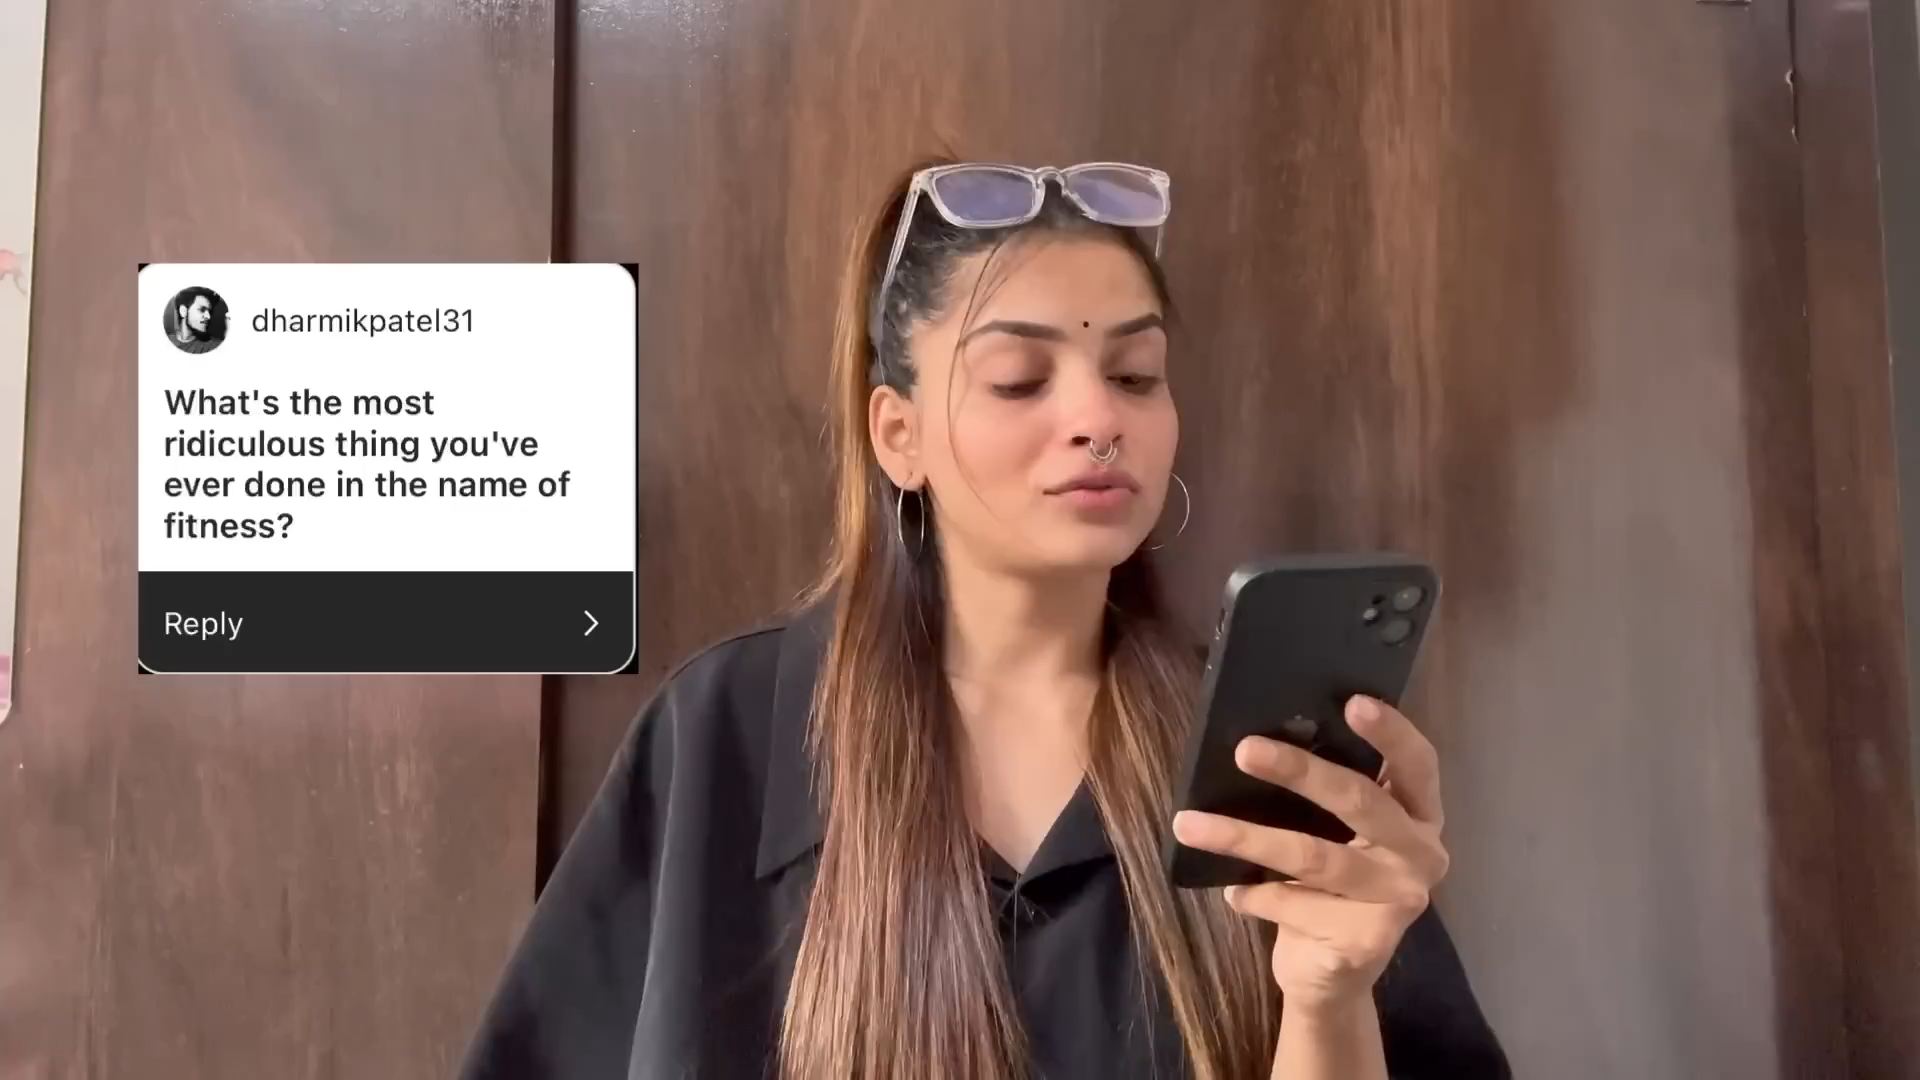 dharmikpatel31
What's the most
ridiculous thing you've
ever done in the name of
fitness?
Reply